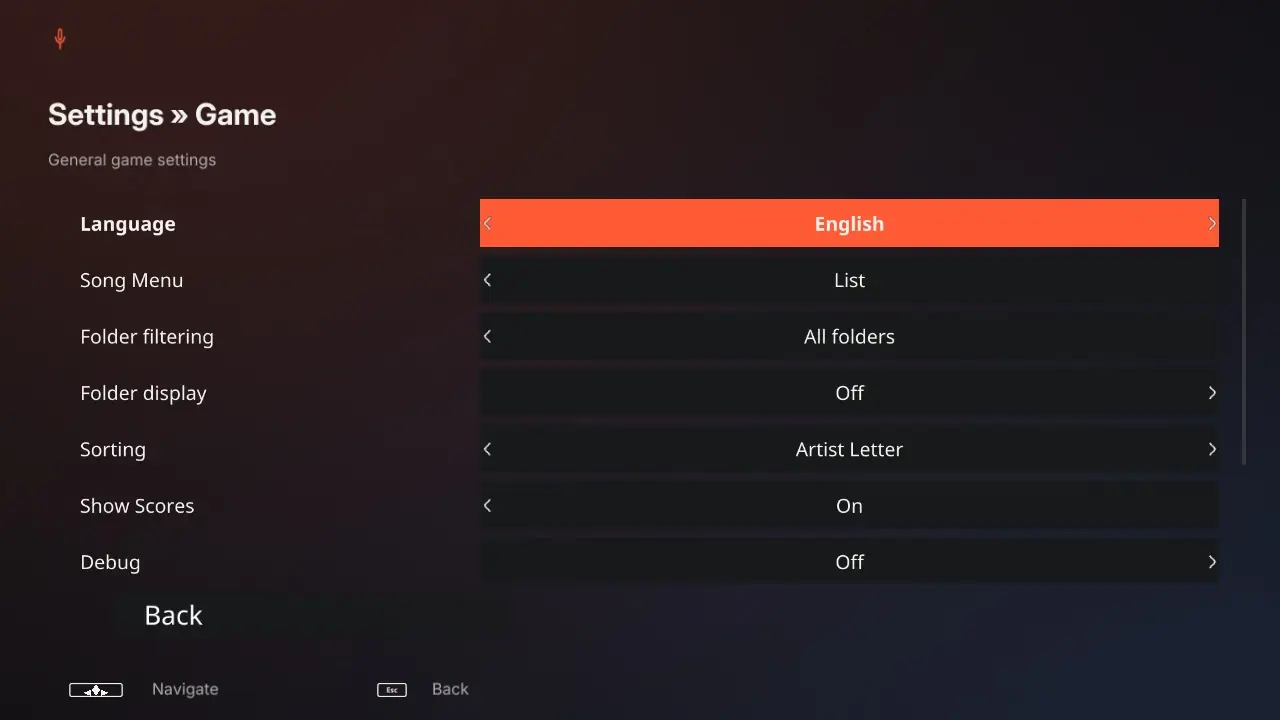 Settings » Game
General game settings
Language English
Song Menu List
Folder filtering All folders
Folder display Off
Sorting Artist Letter
Show Scores On
Debug Off
Back
Navigate Esc Back